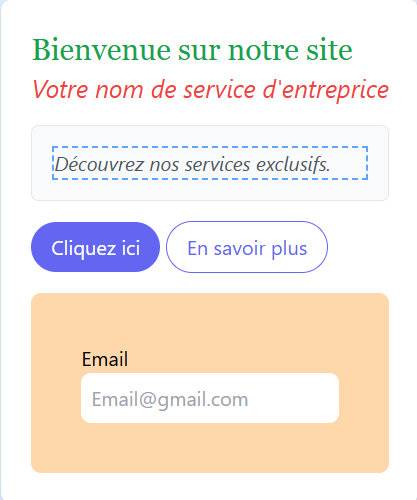 Bienvenue sur notre site
Votre nom de service d'entreprice
Découvrez nos services exclusifs.
Cliquez ici
En savoir plus
Email
Email@gmail.com